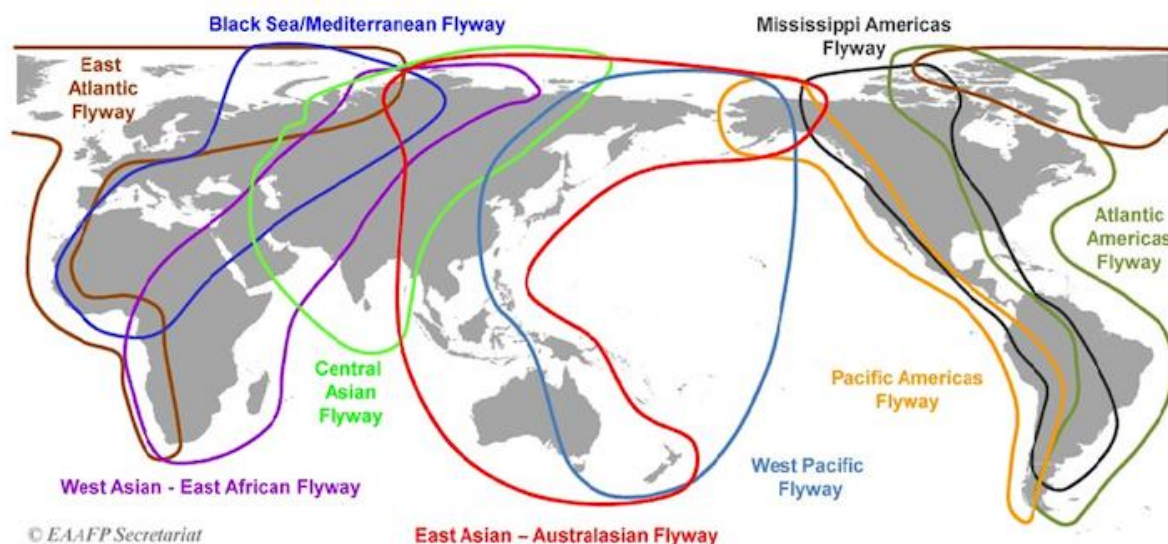 Black Sea/Mediterranean Flyway
Mississippi Americas
Flyway
East
Atlantic
Flyway
Atlantic
Americas
Flyway
Central
Asian
Flyway
Pacific Americas
Flyway
West Asian - East African Flyway
West Pacific
Flyway
© EAAFP Secretariat
East Asian – Australasian Flyway